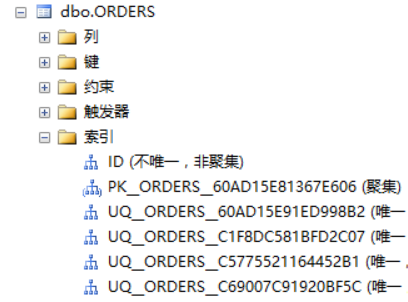 dbo.ORDERS
列
键
约束
触发器
索引
ID (不唯一，非聚集)
PK__ORDERS__60AD15E81367E606 (聚集)
UQ__ORDERS__60AD15E91ED998B2 (唯一
UQ__ORDERS__C1F8DC581BFD2C07 (唯一
UQ__ORDERS__C5775521164452B1 (唯一，
UQ__ORDERS__C69007C91920BF5C (唯一